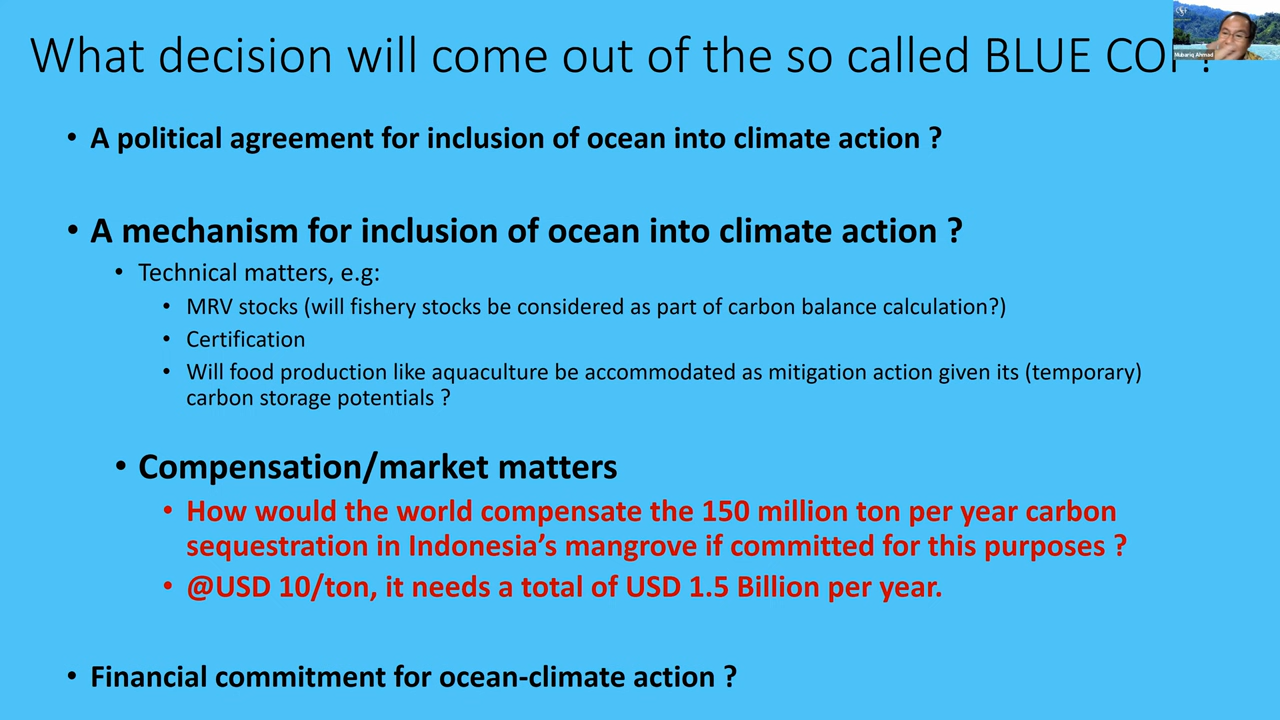 What decision will come out of the so called BLUE COP?
• A political agreement for inclusion of ocean into climate action ?
• A mechanism for inclusion of ocean into climate action ?
• Technical matters, e.g:
• MRV stocks (will fishery stocks be considered as part of carbon balance calculation?)
• Certification
• Will food production like aquaculture be accommodated as mitigation action given its (temporary)
carbon storage potentials ?
• Compensation/market matters
• How would the world compensate the 150 million ton per year carbon
sequestration in Indonesia’s mangrove if committed for this purposes ?
• @USD 10/ton, it needs a total of USD 1.5 Billion per year.
• Financial commitment for ocean-climate action ?
Mubariq Ahmad